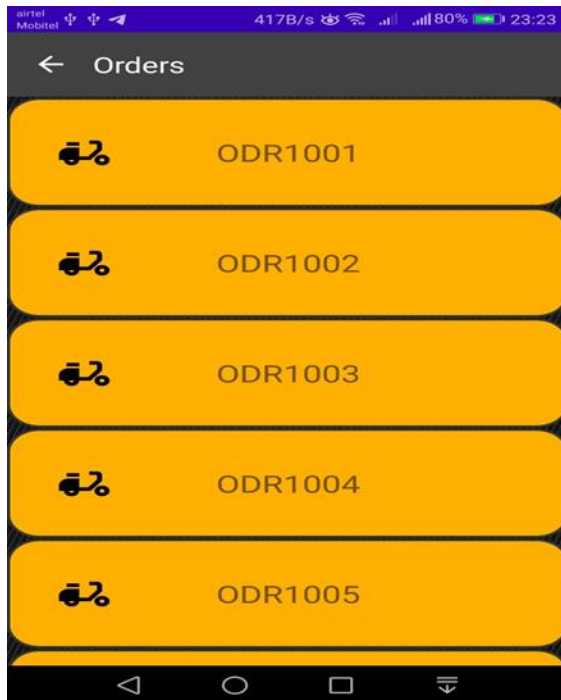 airtel
Mobitel
417B/s 80% 23:23
Orders
ODR1001
ODR1002
ODR1003
ODR1004
ODR1005